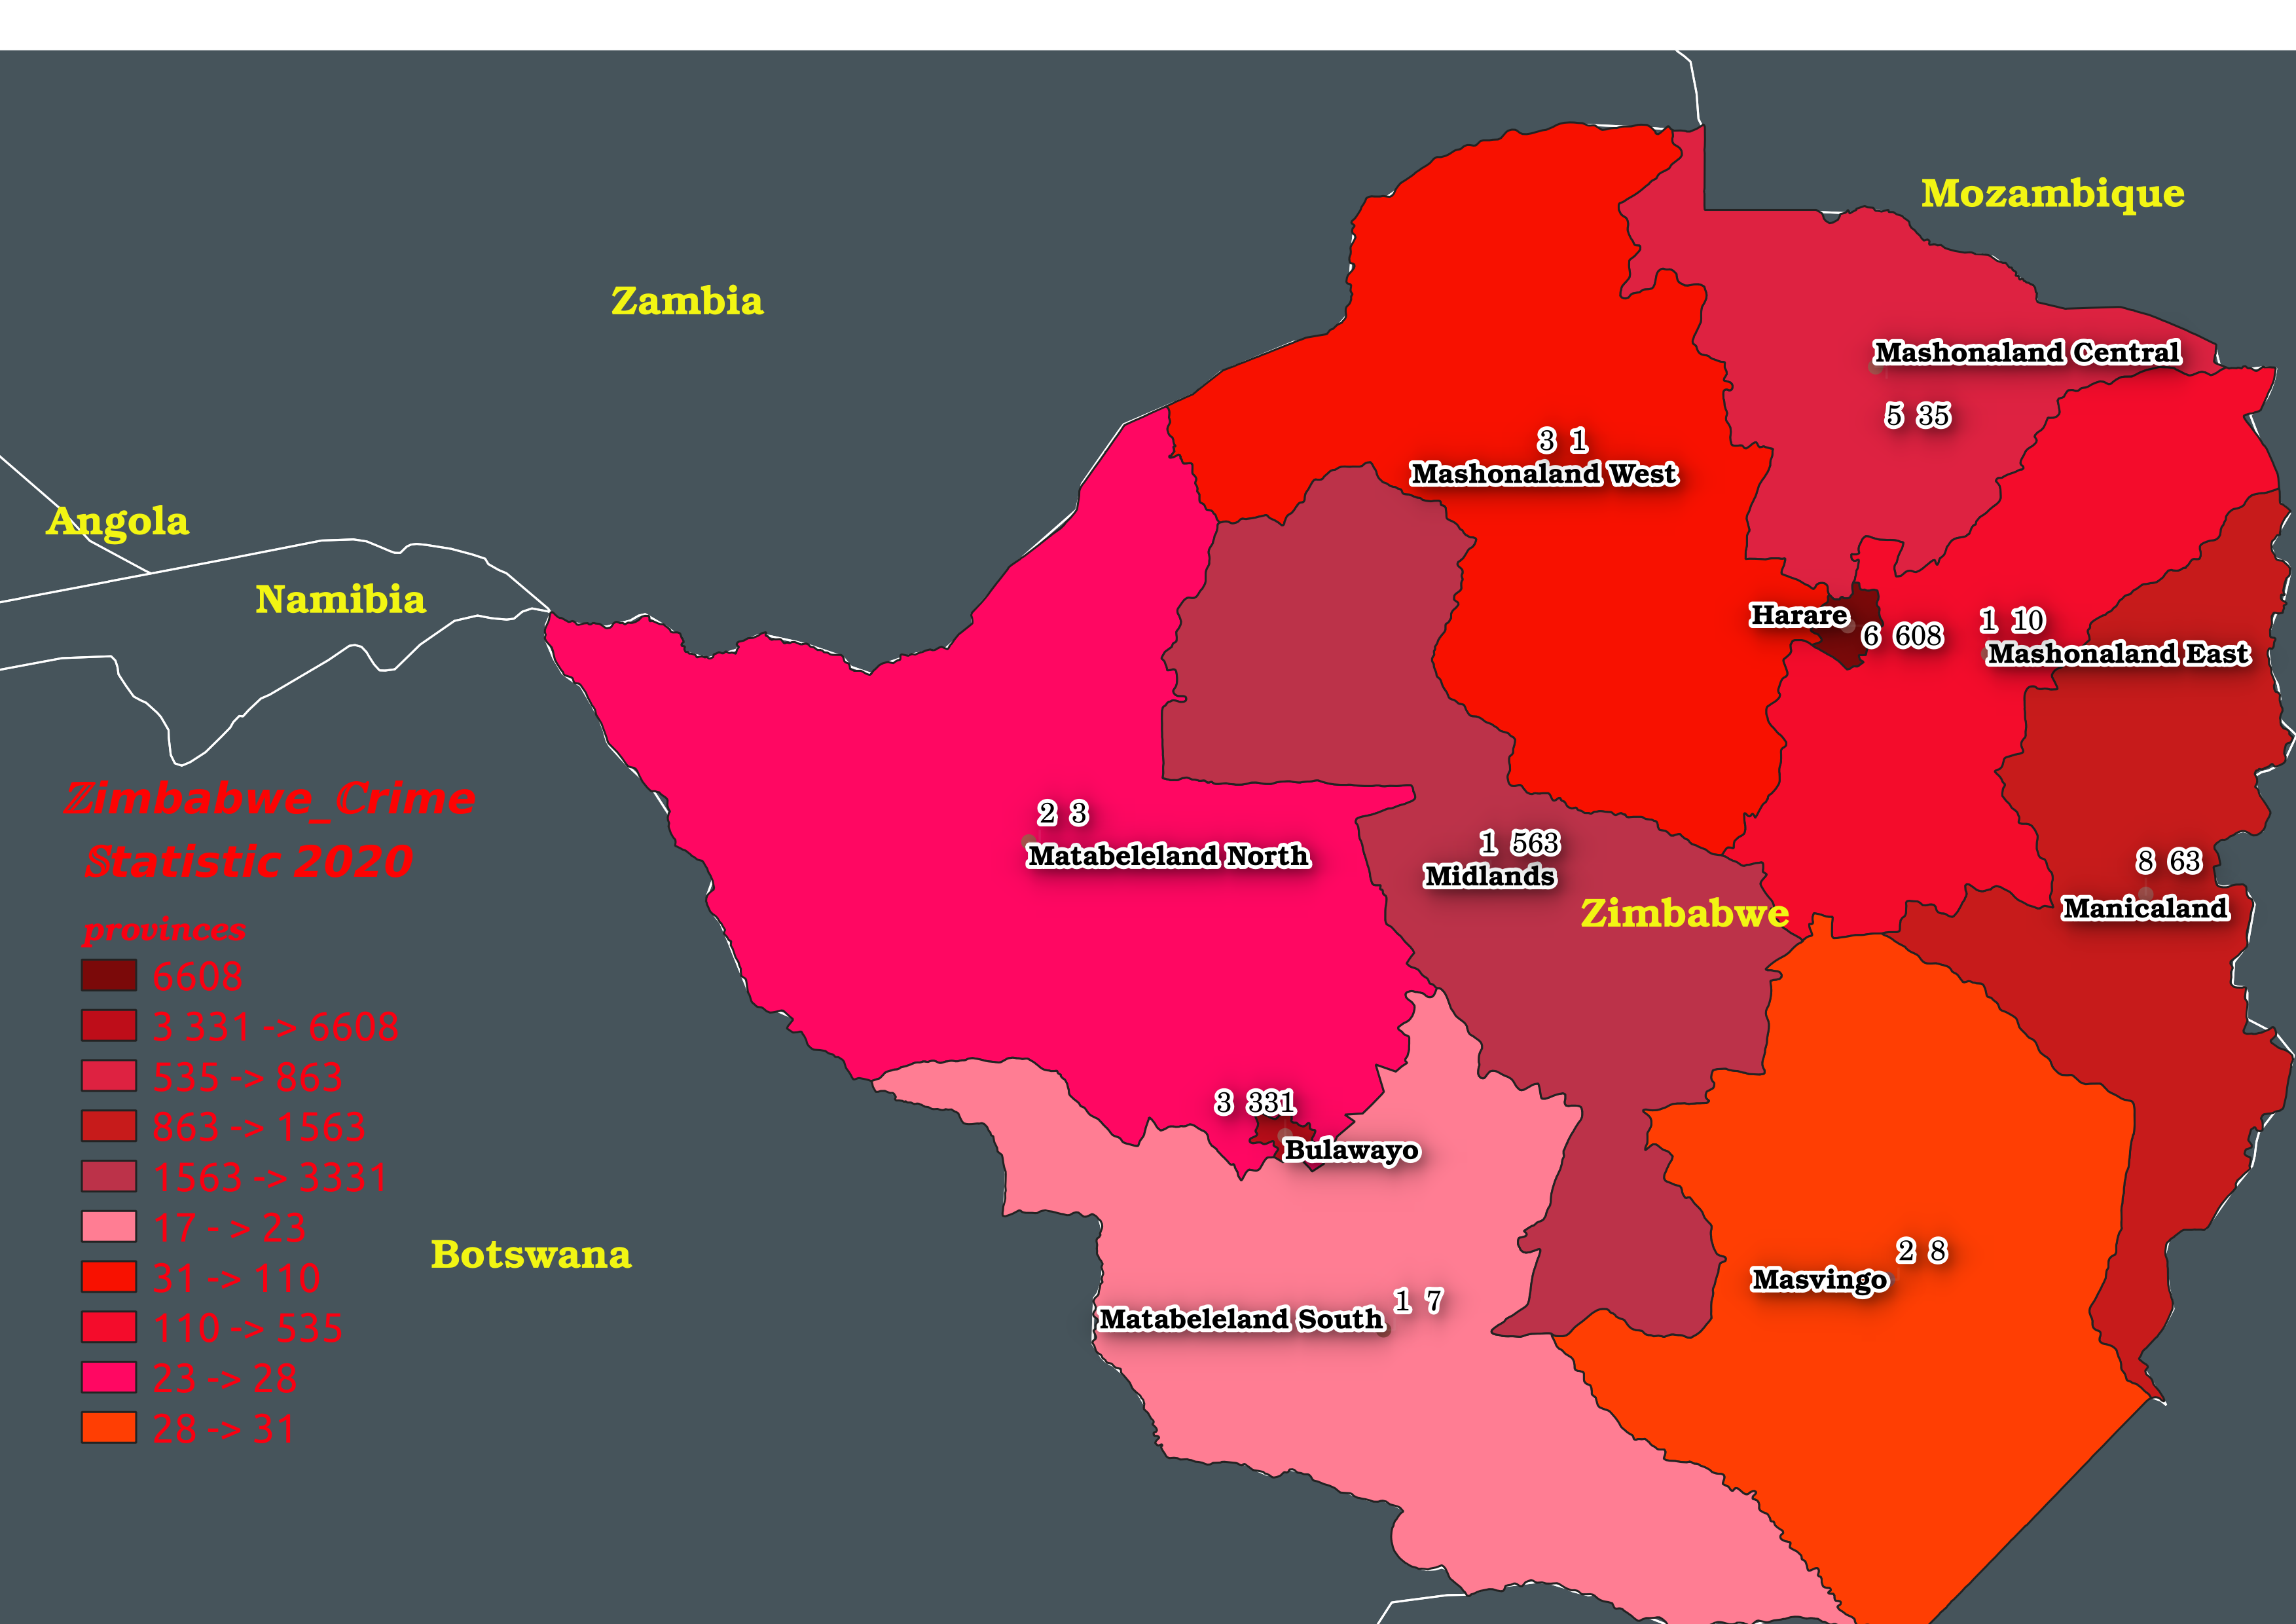 Mozambique
Zambia
Mashonaland Central
5 35
3 1
Mashonaland West
Angola
Namibia
Harare
6 608
1 10
Mashonaland East
ℤimbabwe_ℂrime
𝕊tatistic 2020
2 3
Matabeleland North
1 563
Midlands
8 63
Manicaland
Zimbabwe
provinces
6608
3 331 -> 6608
535 -> 863
863 -> 1563
1563 -> 3331
17 - > 23
31 -> 110
110 -> 535
23 -> 28
28 -> 31
3 331
Bulawayo
Botswana
2 8
Masvingo
1 7
Matabeleland South